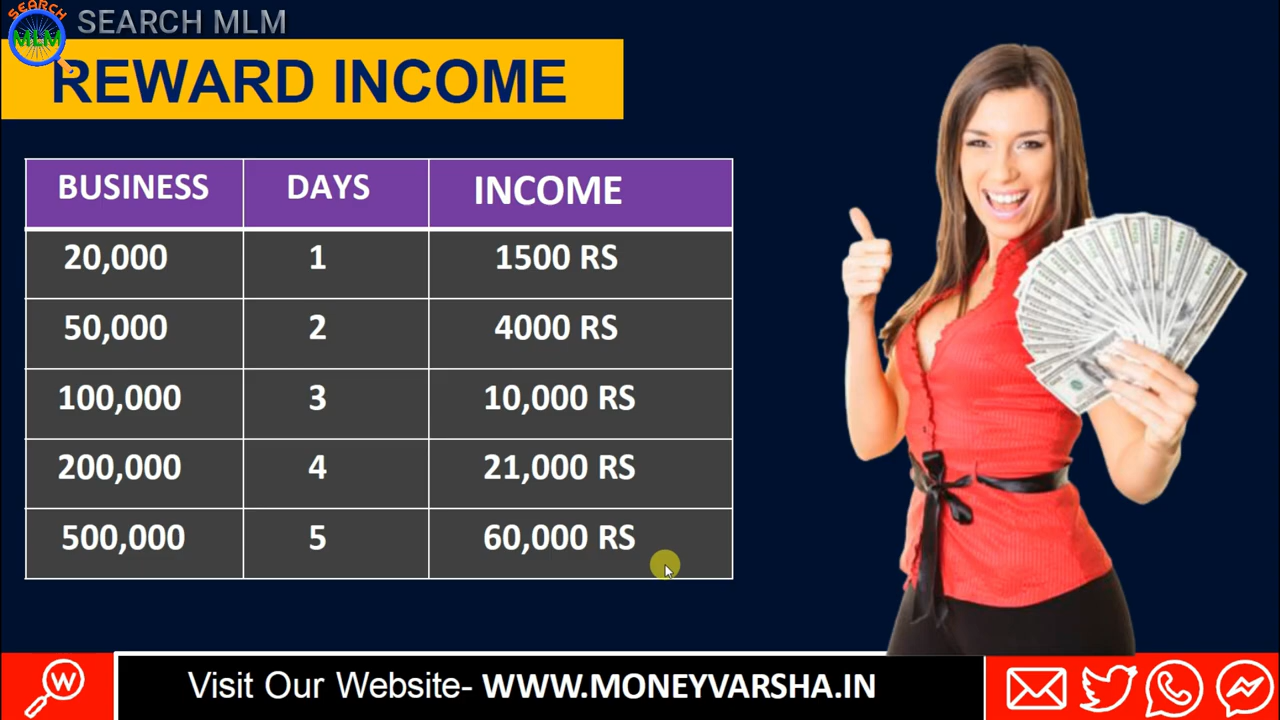 SEARCH MLM
SEARCH
MLM
REWARD INCOME
BUSINESS DAYS INCOME
20,000 1 1500 RS
50,000 2 4000 RS
100,000 3 10,000 RS
200,000 4 21,000 RS
500,000 5 60,000 RS
W Visit Our Website- WWW.MONEYVARSHA.IN